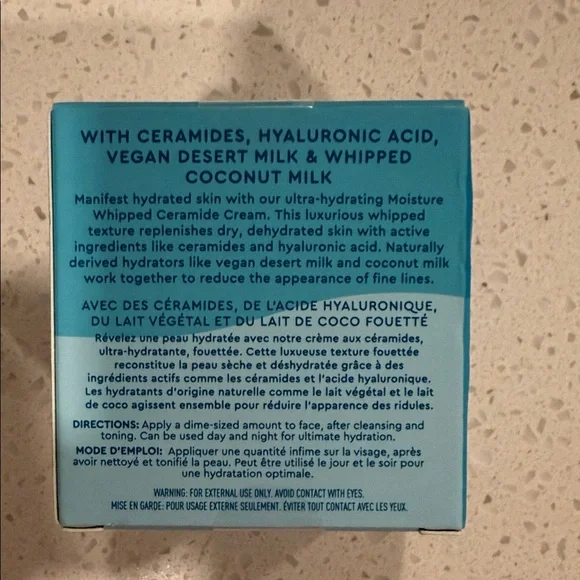 WITH CERAMIDES, HYALURONIC ACID,
VEGAN DESERT MILK & WHIPPED
COCONUT MILK
Manifest hydrated skin with our ultra-hydrating Moisture
Whipped Ceramide Cream. This luxurious whipped
texture replenishes dry, dehydrated skin with active
ingredients like ceramides and hyaluronic acid. Naturally
derived hydrators like vegan desert milk and coconut milk
work together to reduce the appearance of fine lines.
AVEC DES CÉRAMIDES, DE L'ACIDE HYALURONIQUE,
DU LAIT VÉGÉTAL ET DU LAIT DE COCO FOUETTÉ
Révelez une peau hydratée avec notre crème aux céramides,
ultra-hydratante, fouettée. Cette luxueuse texture fouettée
reconstitue la peau sèche et déshydratée grâce à des
ingrédients actifs comme les céramides et l'acide hyaluronique.
Les hydratants d'origine naturelle comme le lait végétal et le lait
de coco agissent ensemble pour réduire l'apparence des ridules.
DIRECTIONS: Apply a dime-sized amount to face, after cleansing and
toning. Can be used day and night for ultimate hydration.
MODE D'EMPLOI: Appliquer une quantité infime sur la visage, après
avoir nettoyé et tonifié la peau. Peut être utilisé le jour et le soir pour
une hydratation optimale.
WARNING: FOR EXTERNAL USE ONLY. AVOID CONTACT WITH EYES.
MISE EN GARDE: POUR USAGE EXTERNE SEULEMENT. ÉVITER TOUT CONTACT AVEC LES YEUX.